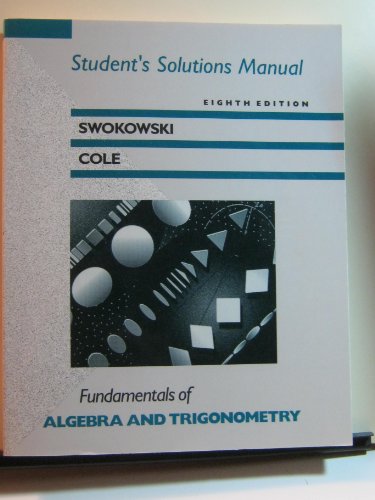 Student's Solutions Manual
EIGHTH EDITION
SWOKOWSKI
COLE
Fundamentals of
ALGEBRA AND TRIGONOMETRY